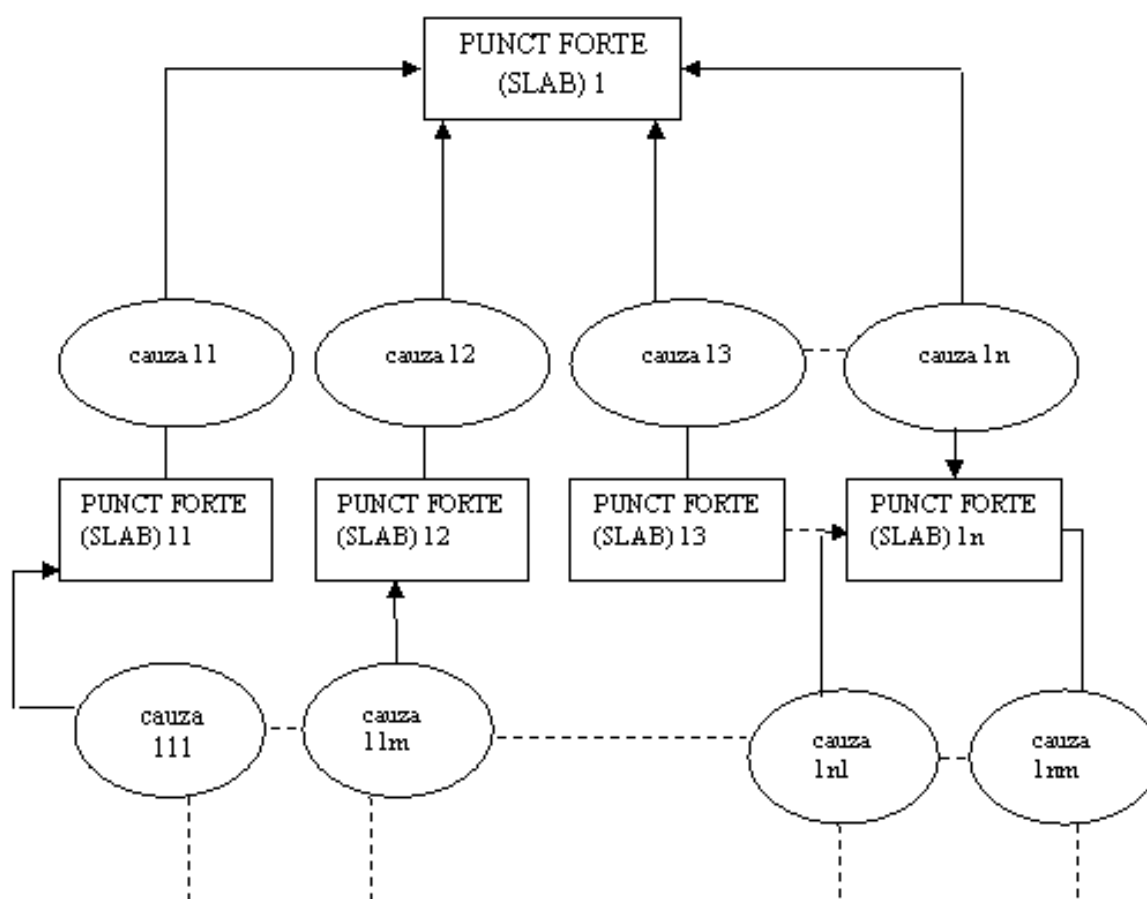 PUNCT FORTE
(SLAB) 1
cauza 11
cauza 12
cauza 13
cauza 1n
PUNCT FORTE
(SLAB) 11
PUNCT FORTE
(SLAB) 12
PUNCT FORTE
(SLAB) 13
PUNCT FORTE
(SLAB) 1n
cauza
111
cauza
11m
cauza
1n1
cauza
1nm